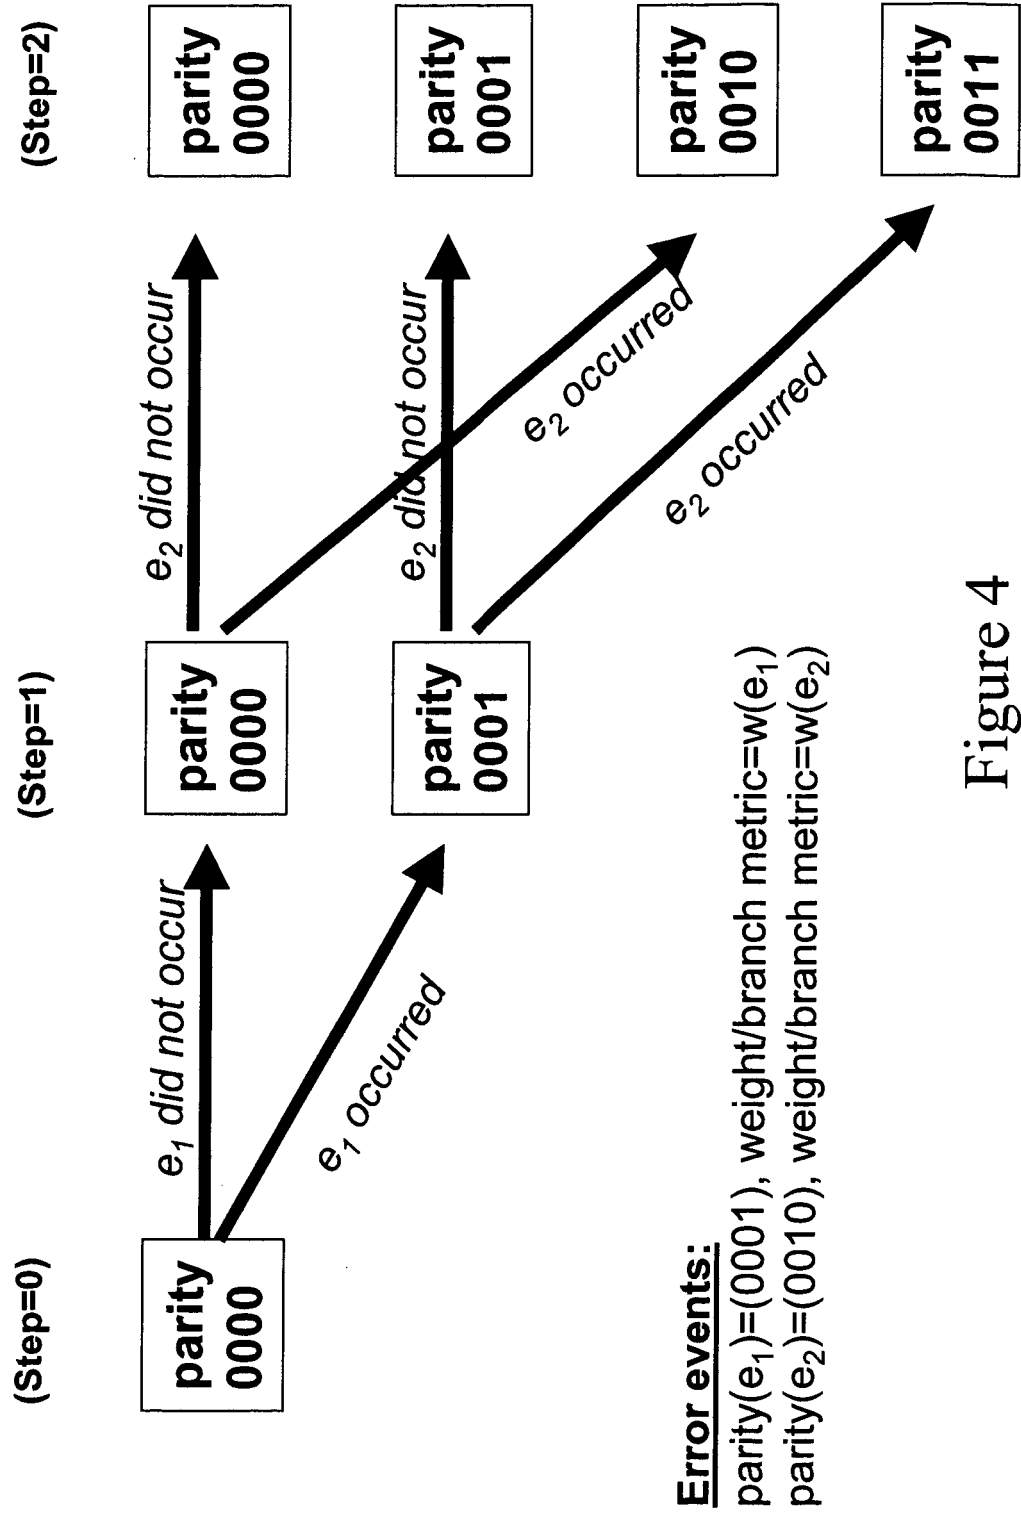 (Step=0)
(Step=1)
(Step=2)
parity
0000
e1 did not occur
e1 occurred
parity
0000
parity
0001
e2 did not occur
e2 occurred
e2 did not occur
e2 occurred
parity
0000
parity
0001
parity
0010
parity
0011
Error events:
parity(e1)=(0001), weight/branch metric=w(e1)
parity(e2)=(0010), weight/branch metric=w(e2)
Figure 4